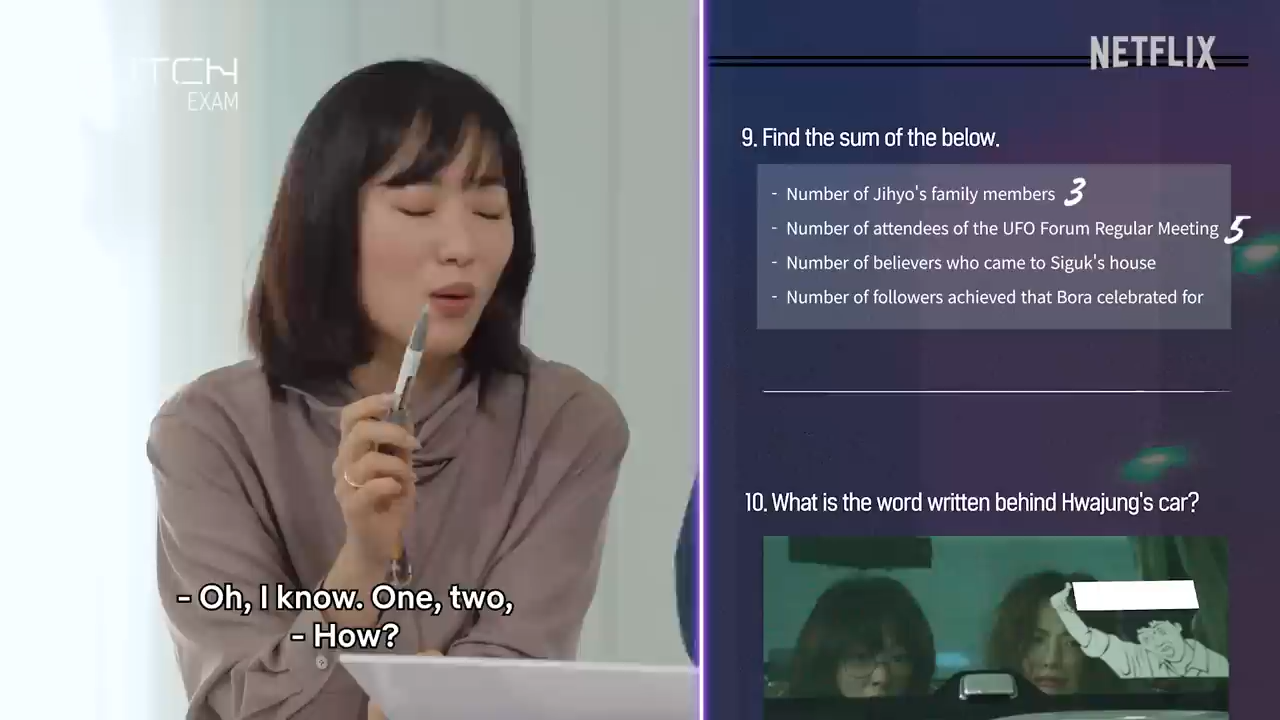 EXAM
NETFLIX
9. Find the sum of the below.
- Number of Jihyo's family members 3
- Number of attendees of the UFO Forum Regular Meeting 5
- Number of believers who came to Siguk's house
- Number of followers achieved that Bora celebrated for
10. What is the word written behind Hwajung's car?
- Oh, I know. One, two,
- How?